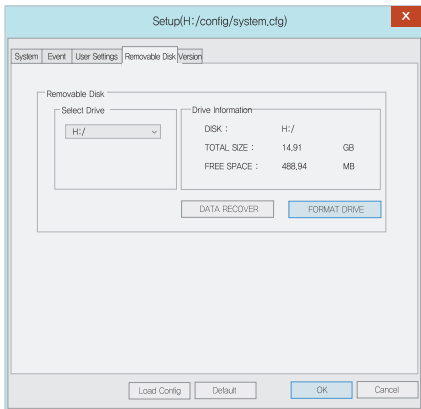 Setup(H:/config/system,cfg)
X
System Event User Settings Removable Disk Version
Removable Disk
Select Drive Drive Information
H:/ DISK : H:/
TOTAL SIZE : 14,91 GB
FREE SPACE : 488,94 MB
DATA RECOVER FORMAT DRIVE
Load Config Default OK Cancel